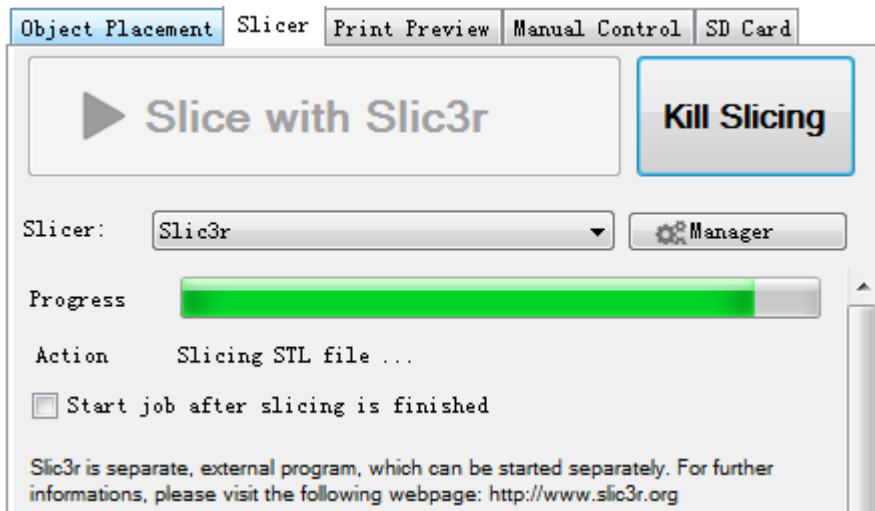 Object Placement Slicer Print Preview Manual Control SD Card
Slice with Slic3r Kill Slicing
Slicer: Slic3r Manager
Progress
Action Slicing STL file ...
Start job after slicing is finished
Slic3r is separate, external program, which can be started separately. For further
informations, please visit the following webpage: http://www.slic3r.org